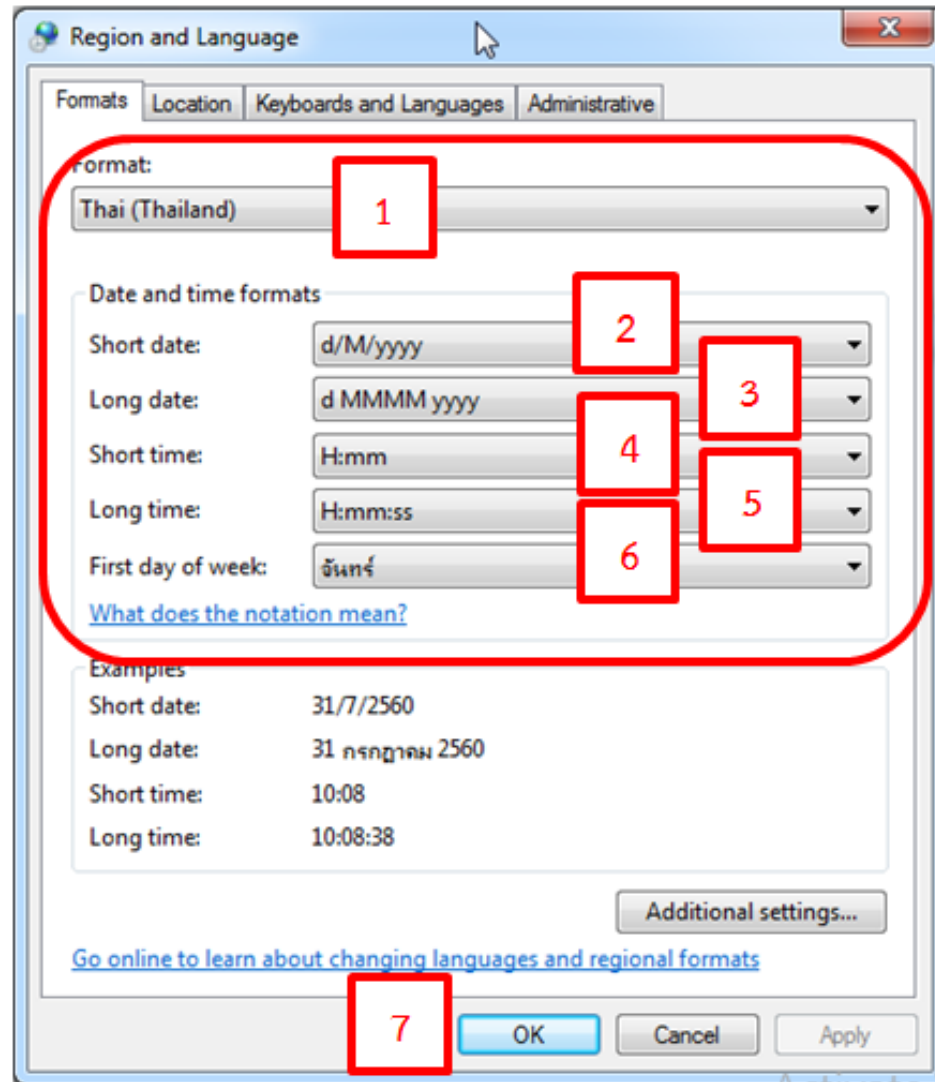 Region and Language
Formats Location Keyboards and Languages Administrative
Format:
Thai (Thailand) 1
Date and time formats
Short date: d/M/yyyy 2
Long date: d MMMM yyyy 3
Short time: H:mm 4
Long time: H:mm:ss 5
First day of week: จันทร์ 6
What does the notation mean?
Examples
Short date: 31/7/2560
Long date: 31 กรกฎาคม 2560
Short time: 10:08
Long time: 10:08:38
Additional settings...
Go online to learn about changing languages and regional formats
7 OK Cancel Apply